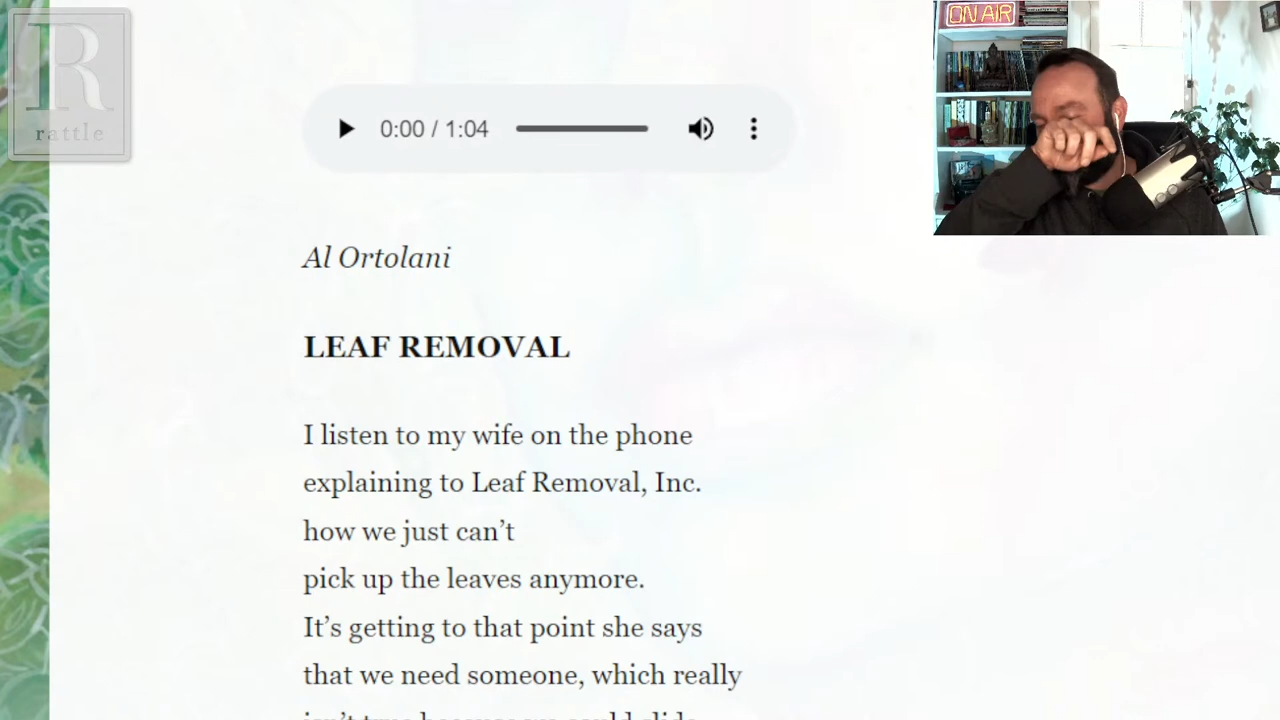 R
rattle
ON AIR
0:00 / 1:04
Al Ortolani
LEAF REMOVAL
I listen to my wife on the phone
explaining to Leaf Removal, Inc.
how we just can’t
pick up the leaves anymore.
It’s getting to that point she says
that we need someone, which really